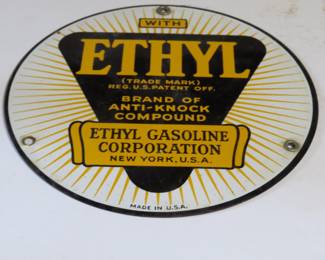 WITH
ETHYL
(TRADE MARK)
REG. U.S. PATENT OFF.
BRAND OF
ANTI-KNOCK
COMPOUND
ETHYL GASOLINE
CORPORATION
NEW YORK, U.S.A.
MADE IN U.S.A.